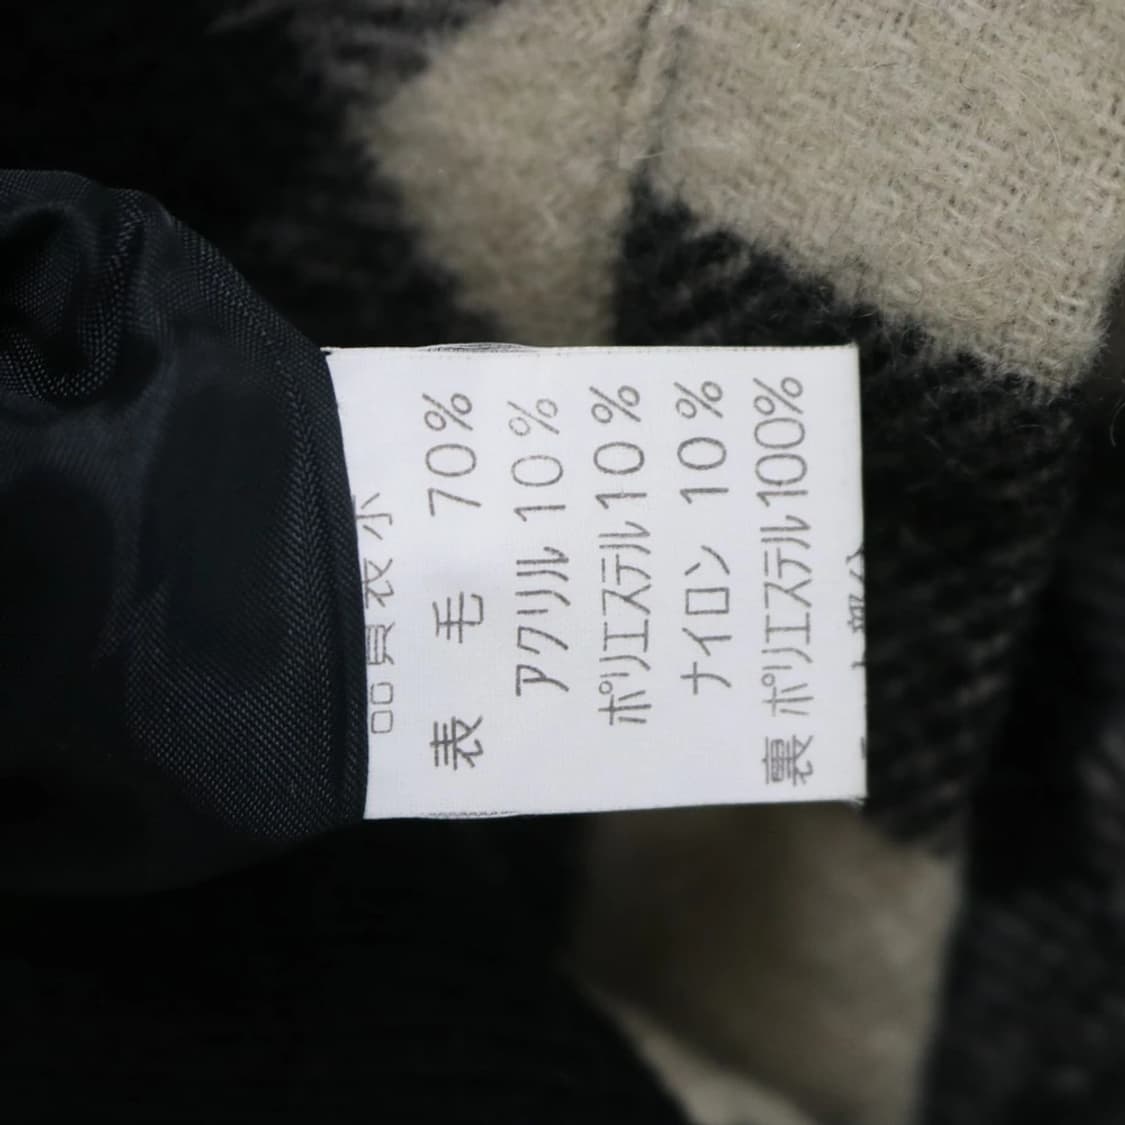 品質表示
表 毛 70%
アクリル 10%
ポリエステル 10%
ナイロン 10%
裏 ポリエステル 100%